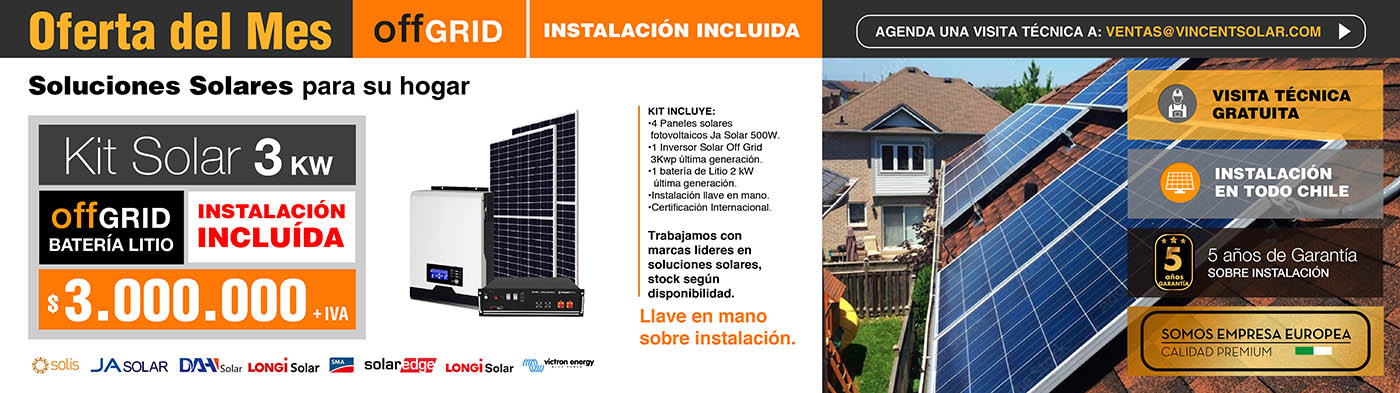 Oferta del Mes
offGRID
INSTALACIÓN INCLUIDA
AGENDA UNA VISITA TÉCNICA A: VENTAS@VINCENTSOLAR.COM
Soluciones Solares para su hogar
Kit Solar 3 KW
offGRID
BATERÍA LITIO
INSTALACIÓN
INCLUÍDA
$3.000.000 + IVA
KIT INCLUYE:
•4 Paneles solares
fotovoltaicos Ja Solar 500W.
•1 Inversor Solar Off Grid
3Kwp última generación.
•1 batería de Litio 2 kW
última generación.
•Instalación llave en mano.
•Certificación Internacional.
Trabajamos con
marcas lideres en
soluciones solares,
stock según
disponibilidad.
Llave en mano
sobre instalación.
solis
JA SOLAR
DAH Solar
LONGi Solar
SMA
solaredge
LONGi Solar
victron energy
BLUE POWER
VISITA TÉCNICA
GRATUITA
INSTALACIÓN
EN TODO CHILE
5
años
GARANTÍA
5 años de Garantía
SOBRE INSTALACIÓN
SOMOS EMPRESA EUROPEA
CALIDAD PREMIUM